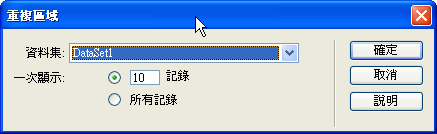 重複區域
資料集: DataSet1
確定
一次顯示: 10 記錄
取消
所有記錄
說明